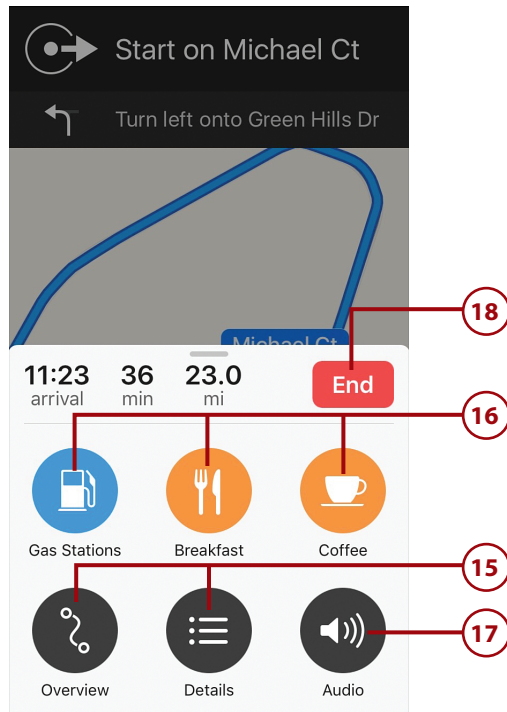 Start on Michael Ct
Turn left onto Green Hills Dr
Michael Ct
18
11:23 36 23.0 End
arrival min mi
16
Gas Stations Breakfast Coffee
15
17
Overview Details Audio